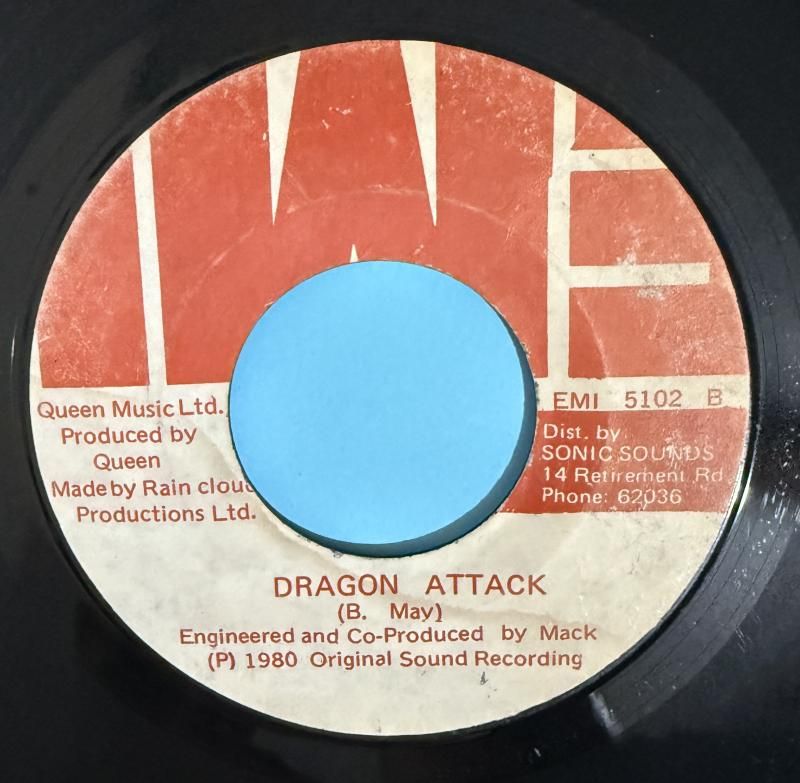 EMI
Queen Music Ltd.
Produced by
Queen
Made by Rain cloud
Productions Ltd.
EMI 5102 B
Dist. by
SONIC SOUNDS
14 Retirement Rd
Phone: 62036
DRAGON ATTACK
(B. May)
Engineered and Co-Produced by Mack
(P) 1980 Original Sound Recording